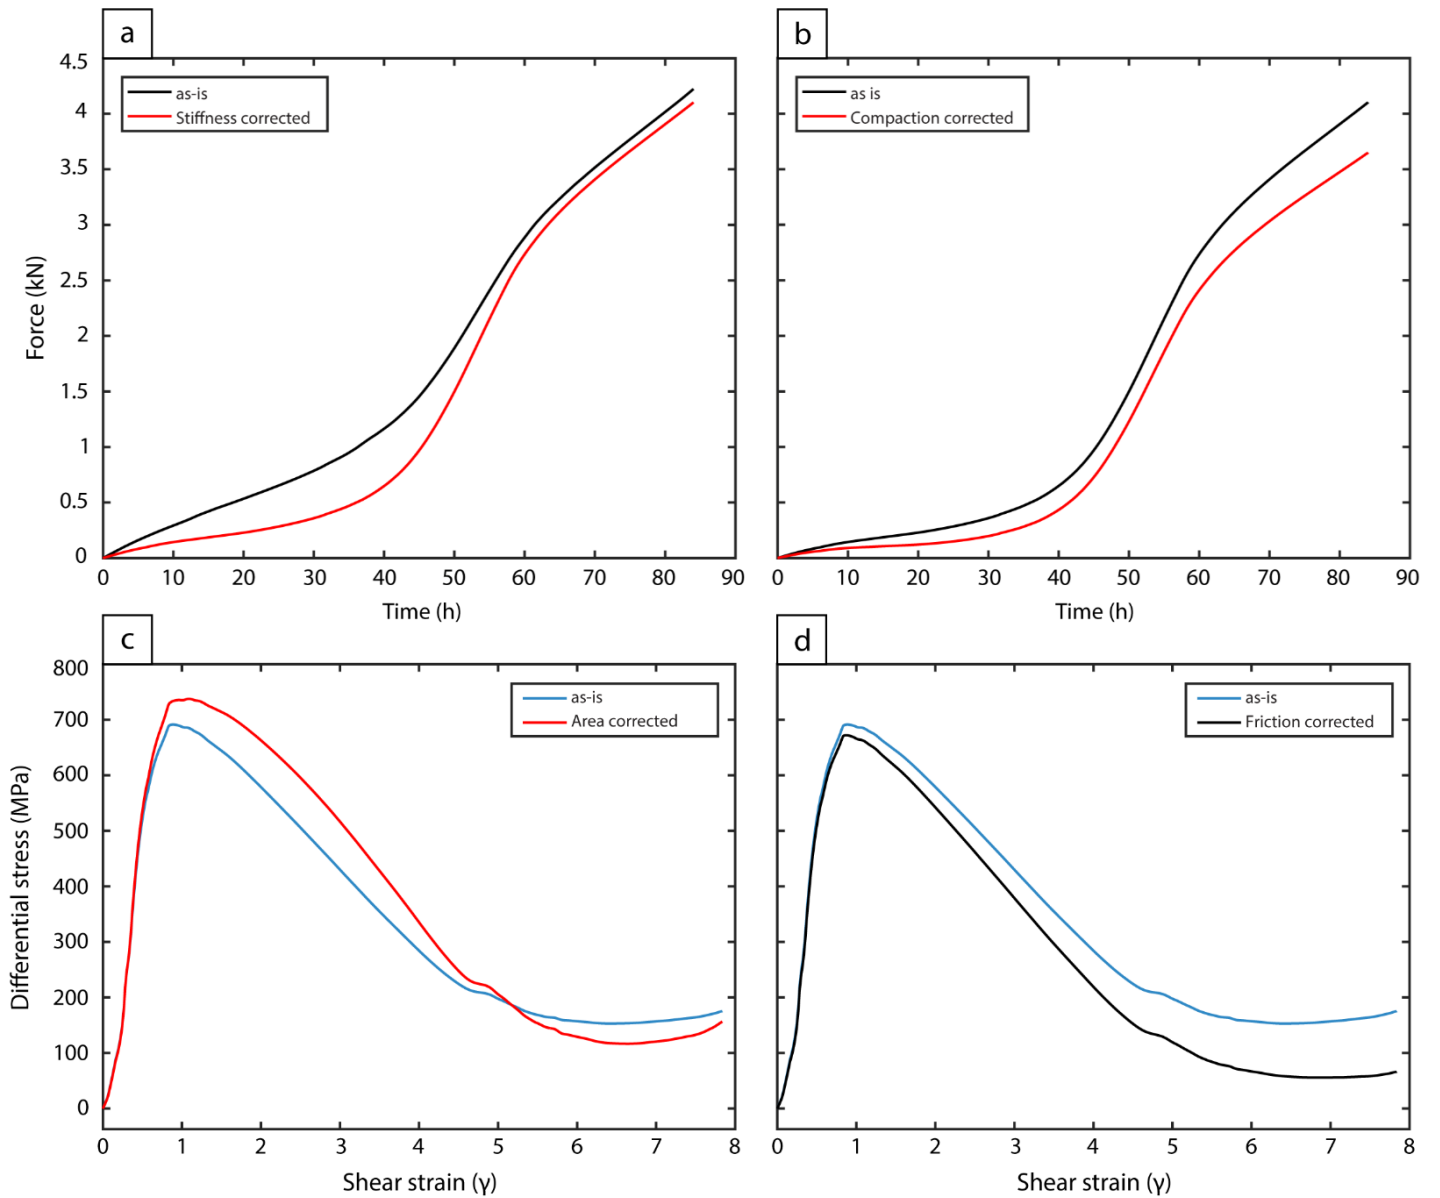 a
4.5
4
3.5
3
2.5
2
1.5
1
0.5
0
Force (kN)
as-is
Stiffness corrected
0 10 20 30 40 50 60 70 80 90
Time (h)
b
as is
Compaction corrected
0 10 20 30 40 50 60 70 80 90
Time (h)
c
800
700
600
500
400
300
200
100
0
Differential stress (MPa)
as-is
Area corrected
0 1 2 3 4 5 6 7 8
Shear strain (γ)
d
as-is
Friction corrected
0 1 2 3 4 5 6 7 8
Shear strain (γ)